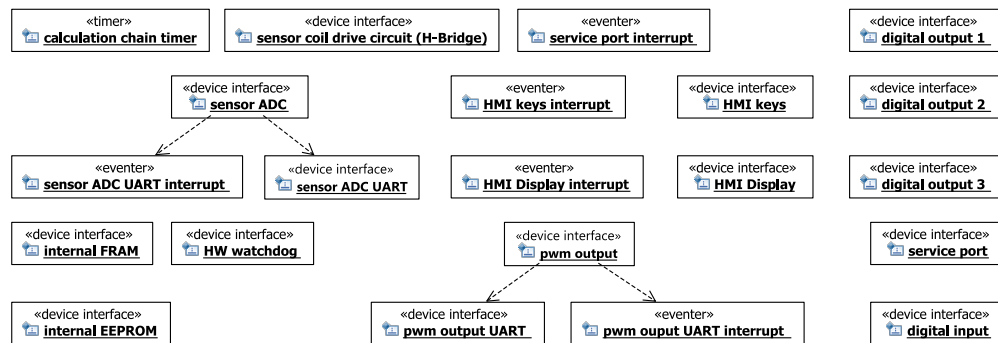 «timer»
calculation chain timer
«device interface»
sensor coil drive circuit (H-Bridge)
«eventer»
service port interrupt
«device interface»
digital output 1
«device interface»
sensor ADC
«eventer»
HMI keys interrupt
«device interface»
HMI keys
«device interface»
digital output 2
«eventer»
sensor ADC UART interrupt
«device interface»
sensor ADC UART
«eventer»
HMI Display interrupt
«device interface»
HMI Display
«device interface»
digital output 3
«device interface»
internal FRAM
«device interface»
HW watchdog
«device interface»
pwm output
«device interface»
service port
«device interface»
internal EEPROM
«device interface»
pwm output UART
«eventer»
pwm ouput UART interrupt
«device interface»
digital input